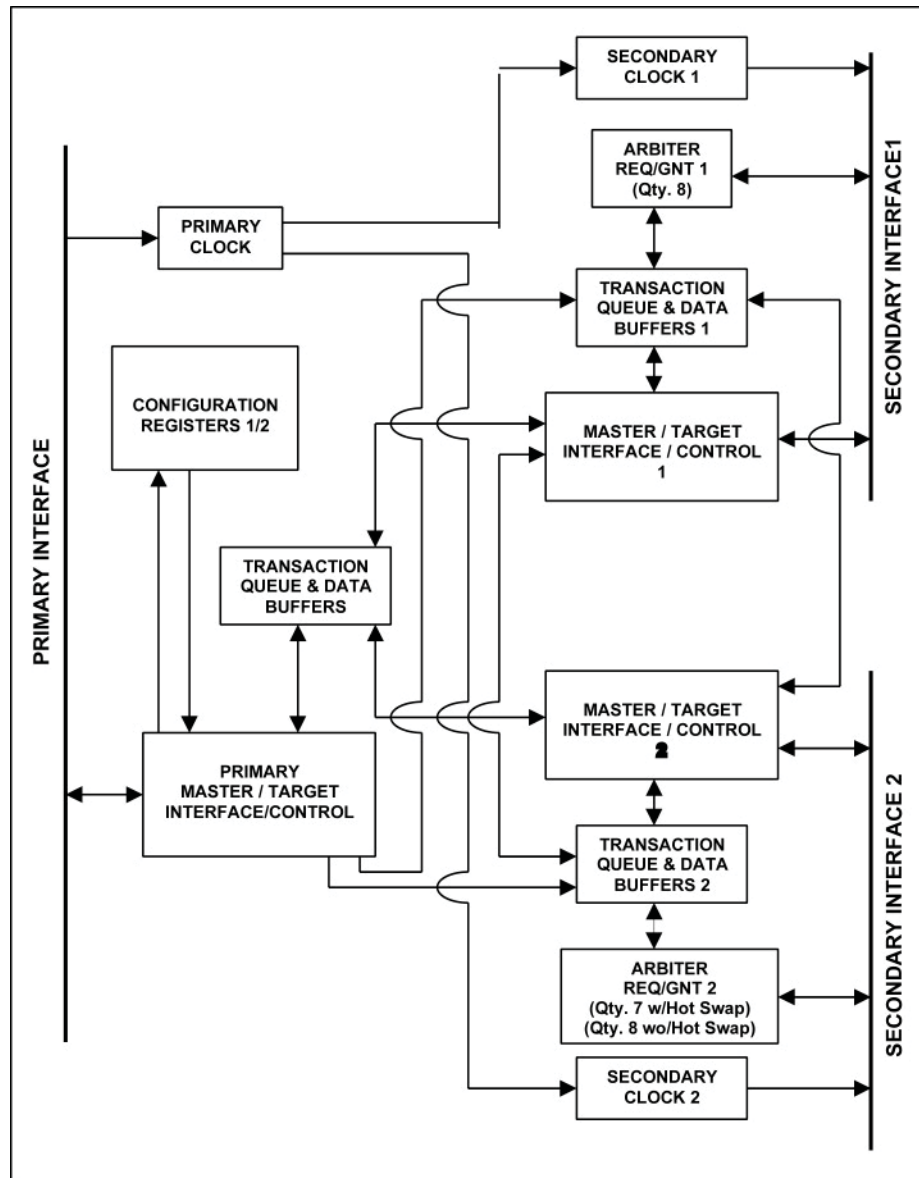 SECONDARY
CLOCK 1
ARBITER
REQ/GNT 1
(Qty. 8)
PRIMARY
CLOCK
TRANSACTION
QUEUE & DATA
BUFFERS 1
SECONDARY INTERFACE1
CONFIGURATION
REGISTERS 1/2
MASTER / TARGET
INTERFACE / CONTROL
1
PRIMARY INTERFACE
TRANSACTION
QUEUE & DATA
BUFFERS
MASTER / TARGET
INTERFACE / CONTROL
2
PRIMARY
MASTER / TARGET
INTERFACE/CONTROL
TRANSACTION
QUEUE & DATA
BUFFERS 2
SECONDARY INTERFACE 2
ARBITER
REQ/GNT 2
(Qty. 7 w/Hot Swap)
(Qty. 8 wo/Hot Swap)
SECONDARY
CLOCK 2